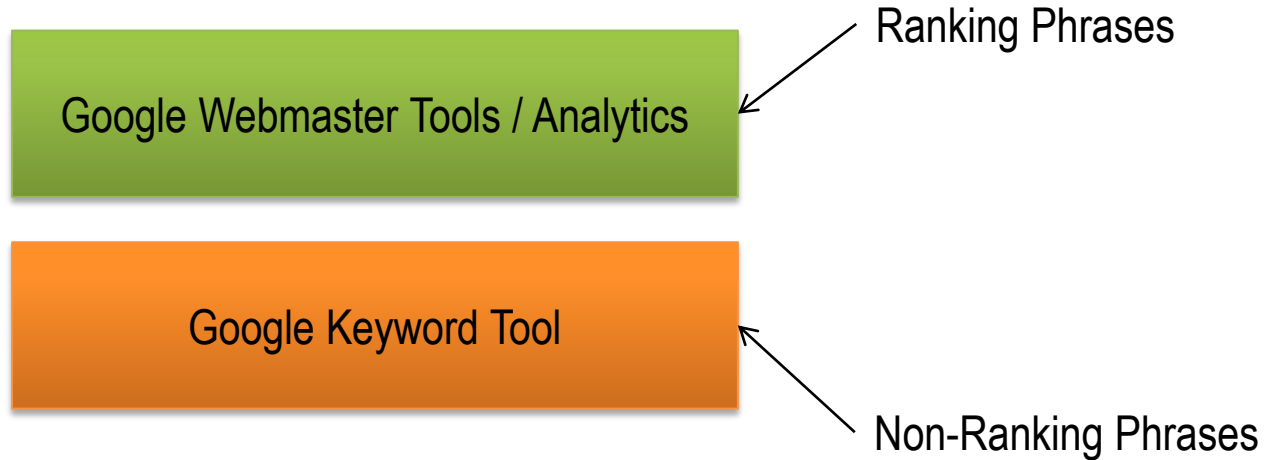 Ranking Phrases
Google Webmaster Tools / Analytics
Google Keyword Tool
Non-Ranking Phrases